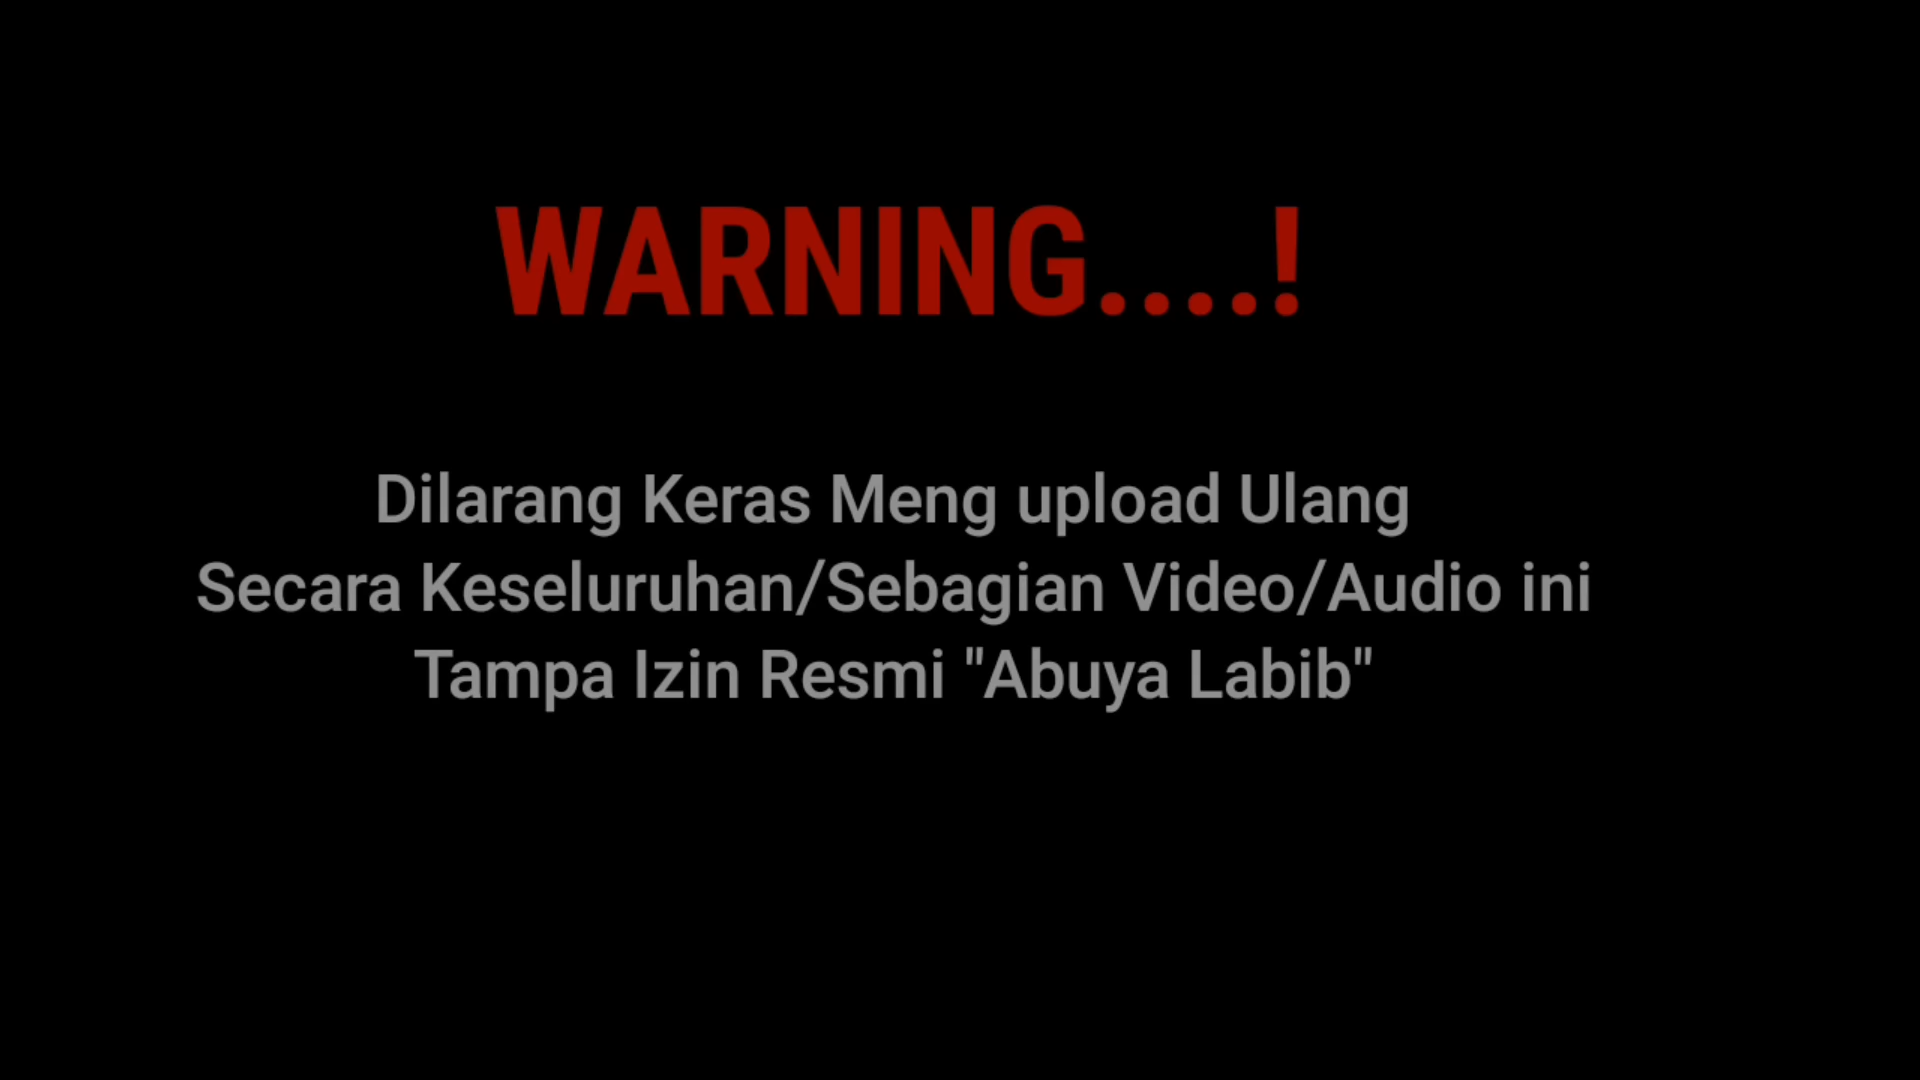 WARNING....!
Dilarang Keras Meng upload Ulang
Secara Keseluruhan/Sebagian Video/Audio ini
Tampa Izin Resmi "Abuya Labib"